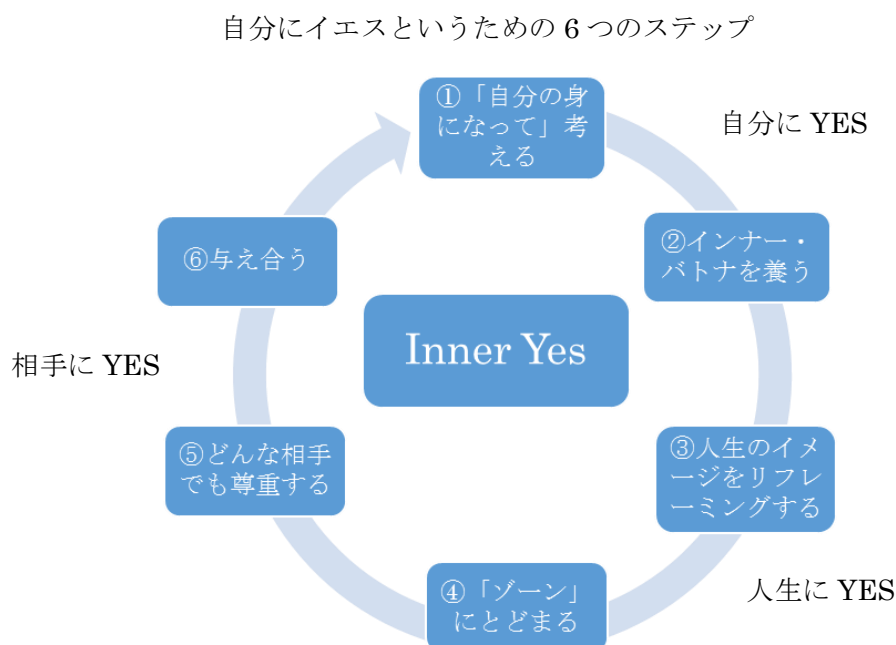 自分にイエスというための 6 つのステップ
①「自分の身
になって」考
える
自分に YES
②インナー・
バトナを養う
③人生のイメ
ージをリフレ
ーミングする
人生に YES
④「ゾーン」
にとどまる
⑤どんな相手
でも尊重する
相手に YES
⑥与え合う
Inner Yes